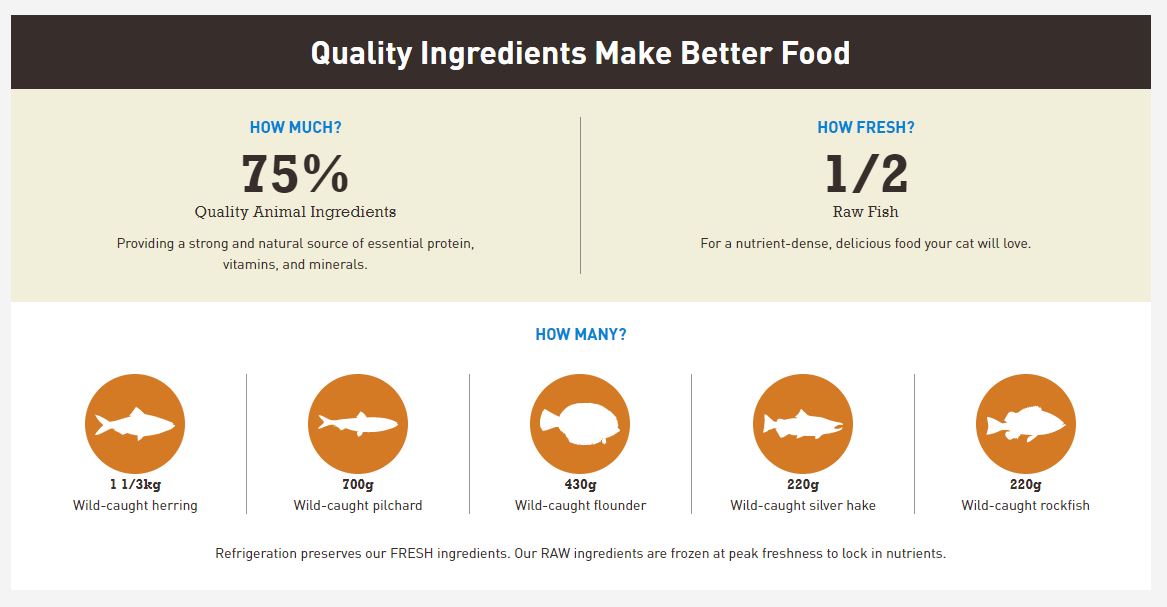 Quality Ingredients Make Better Food
HOW MUCH?
75%
Quality Animal Ingredients
Providing a strong and natural source of essential protein,
vitamins, and minerals.
HOW FRESH?
1/2
Raw Fish
For a nutrient-dense, delicious food your cat will love.
HOW MANY?
1 1/3kg
Wild-caught herring
700g
Wild-caught pilchard
430g
Wild-caught flounder
220g
Wild-caught silver hake
220g
Wild-caught rockfish
Refrigeration preserves our FRESH ingredients. Our RAW ingredients are frozen at peak freshness to lock in nutrients.